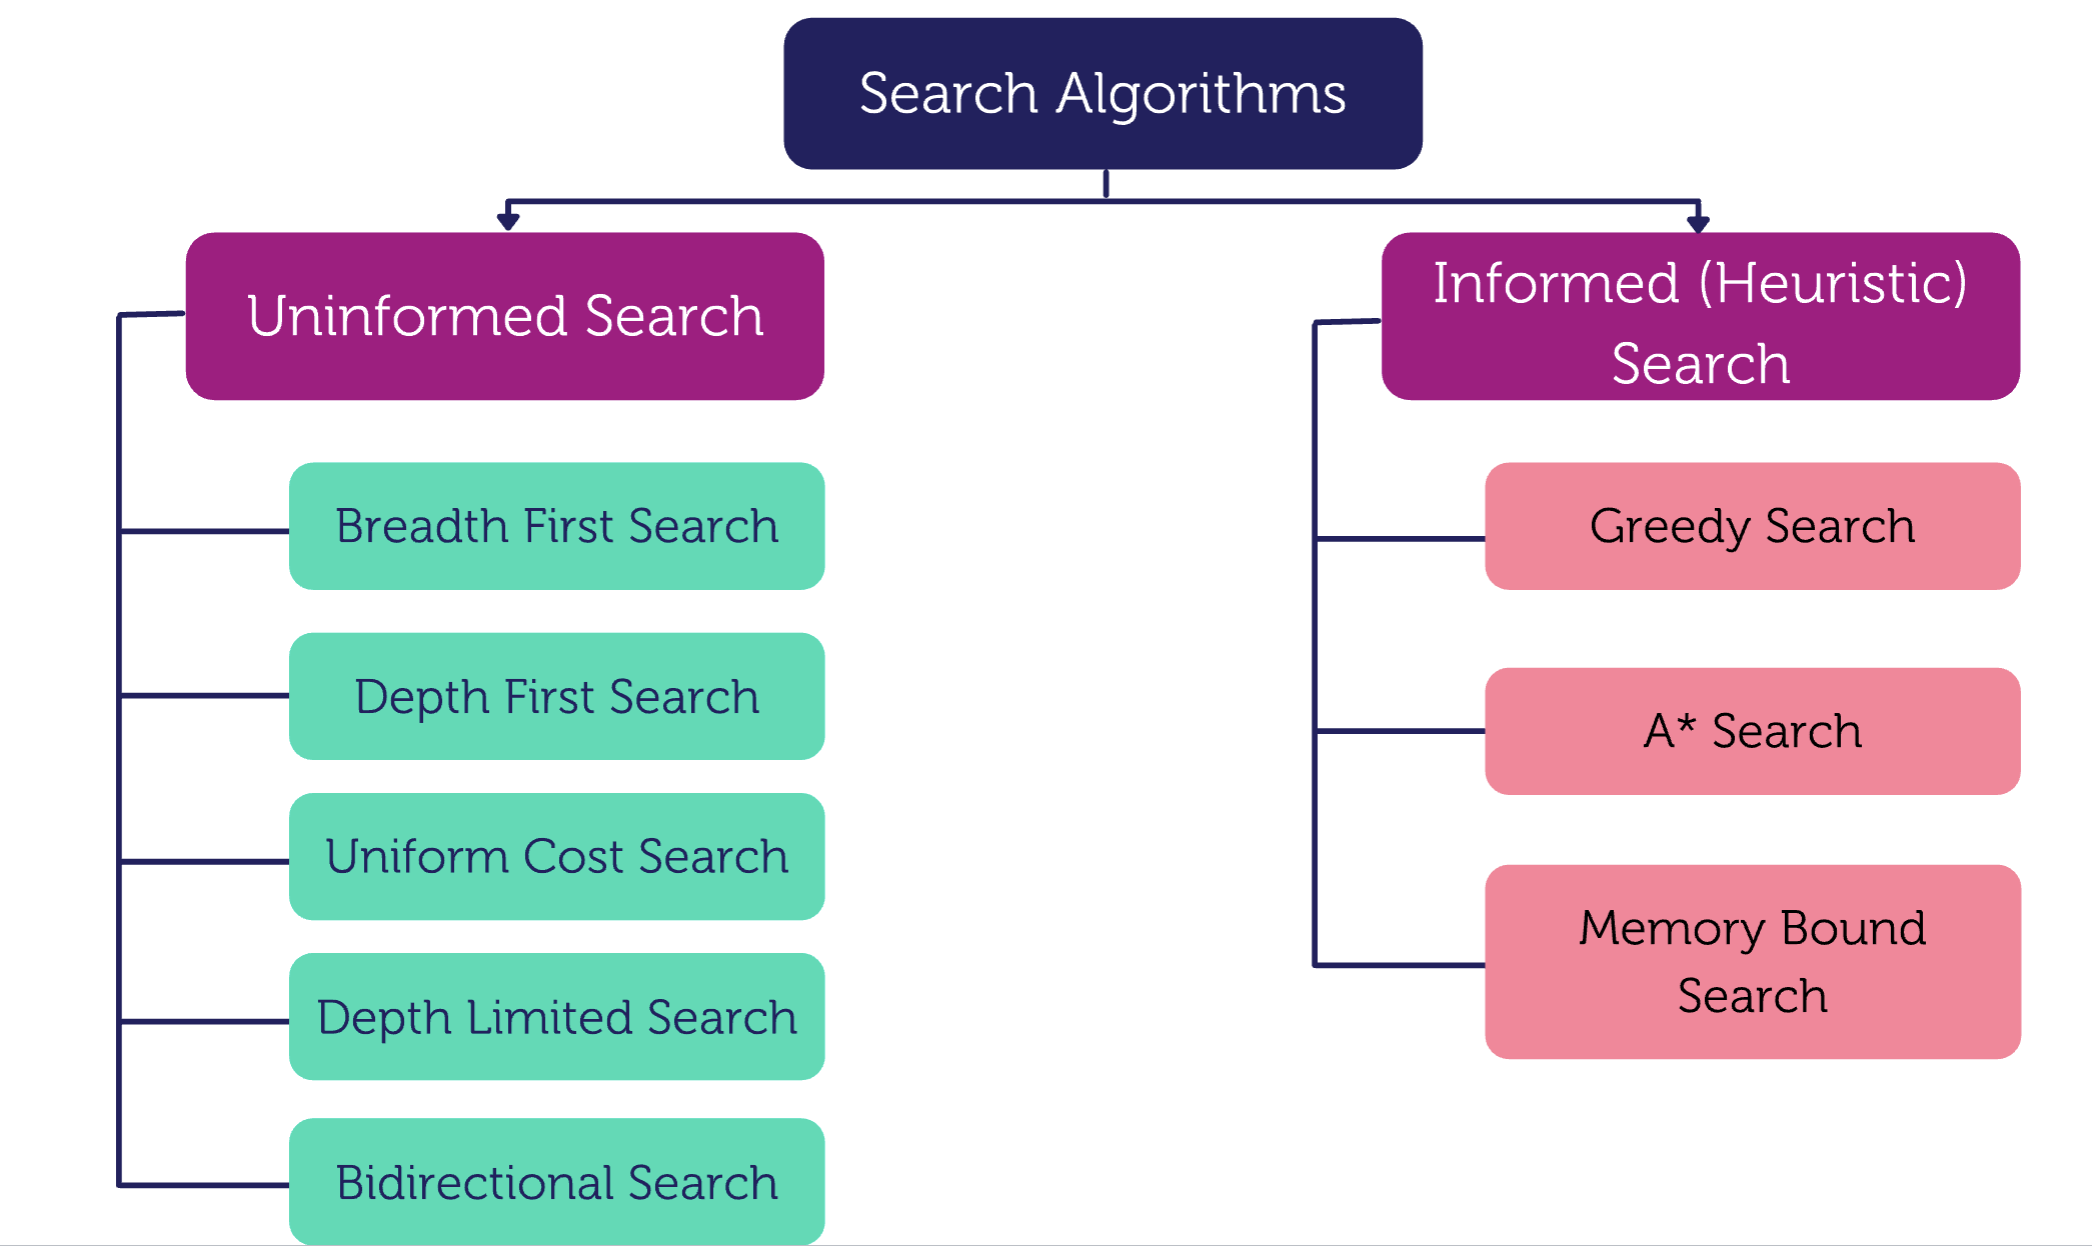 Search Algorithms
Uninformed Search
Breadth First Search
Depth First Search
Uniform Cost Search
Depth Limited Search
Bidirectional Search
Informed (Heuristic)
Search
Greedy Search
A* Search
Memory Bound
Search